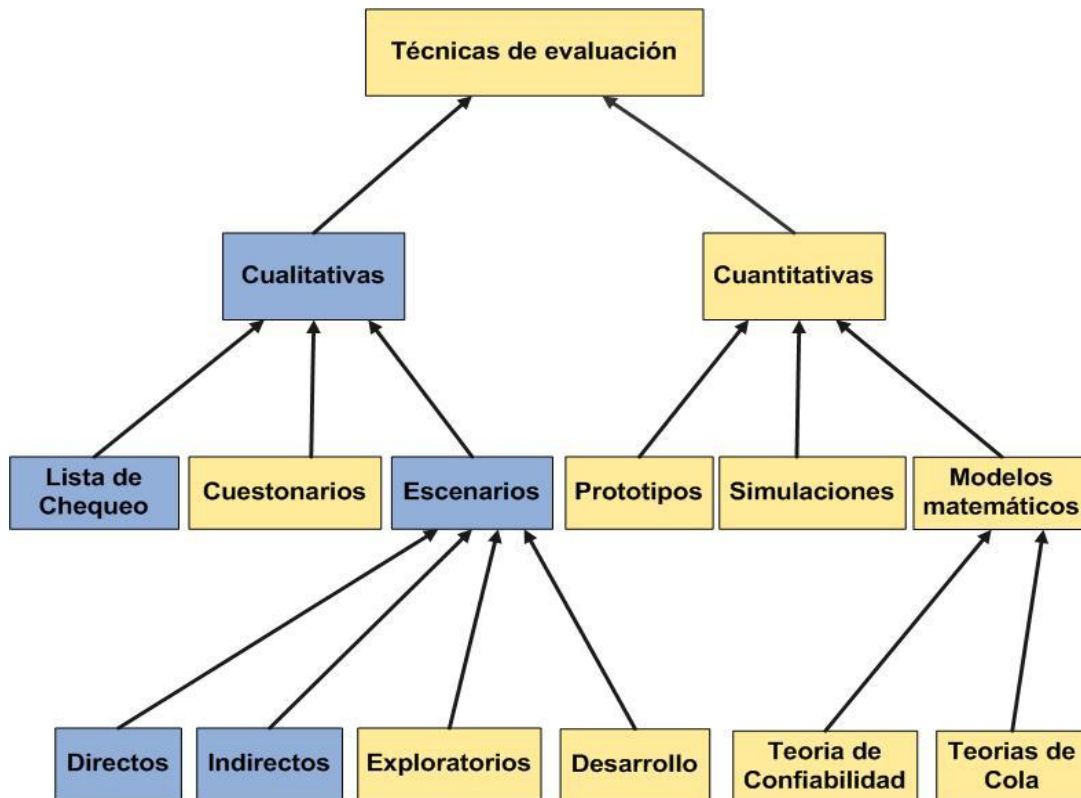 Técnicas de evaluación
Cualitativas
Cuantitativas
Lista de
Chequeo
Cuestonarios
Escenarios
Prototipos
Simulaciones
Modelos
matemáticos
Directos
Indirectos
Exploratorios
Desarrollo
Teoria de
Confiabilidad
Teorias de
Cola